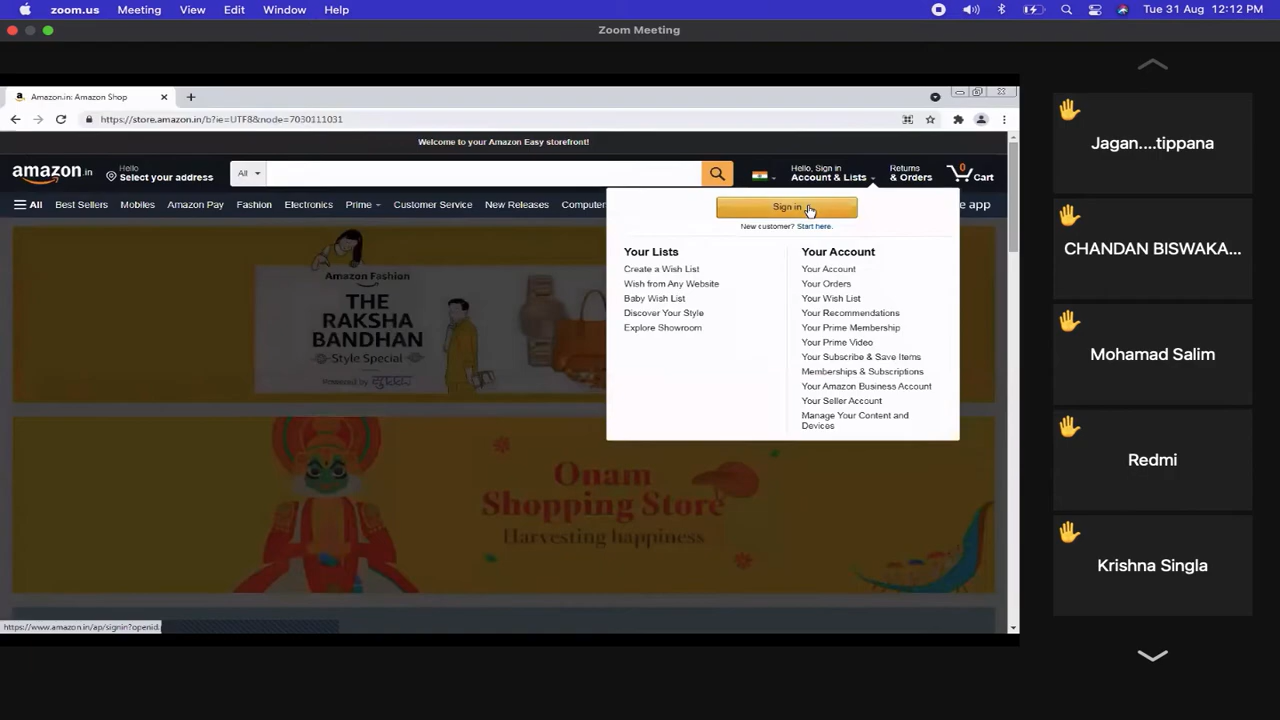 zoom.us Meeting View Edit Window Help Tue 31 Aug 12:12 PM
Zoom Meeting
Amazon.in: Amazon Shop
https://store.amazon.in/b?ie=UTF8&node=7030111031
Welcome to your Amazon Easy storefront!
amazon.in
Hello
Select your address
All
Hello, Sign in
Account & Lists
Returns
& Orders
0
Cart
All Best Sellers Mobiles Amazon Pay Fashion Electronics Prime Customer Service New Releases Computer e app
Sign in
New customer? Start here.
Your Lists
Create a Wish List
Wish from Any Website
Baby Wish List
Discover Your Style
Explore Showroom
Your Account
Your Account
Your Orders
Your Wish List
Your Recommendations
Your Prime Membership
Your Prime Video
Your Subscribe & Save Items
Memberships & Subscriptions
Your Amazon Business Account
Your Seller Account
Manage Your Content and
Devices
Amazon Fashion
THE
RAKSHA
BANDHAN
Style Special
Powered by
Onam
Shopping Store
Harvesting happiness
https://www.amazon.in/ap/signin?openid.
Jagan....tippana
CHANDAN BISWAKA...
Mohamad Salim
Redmi
Krishna Singla